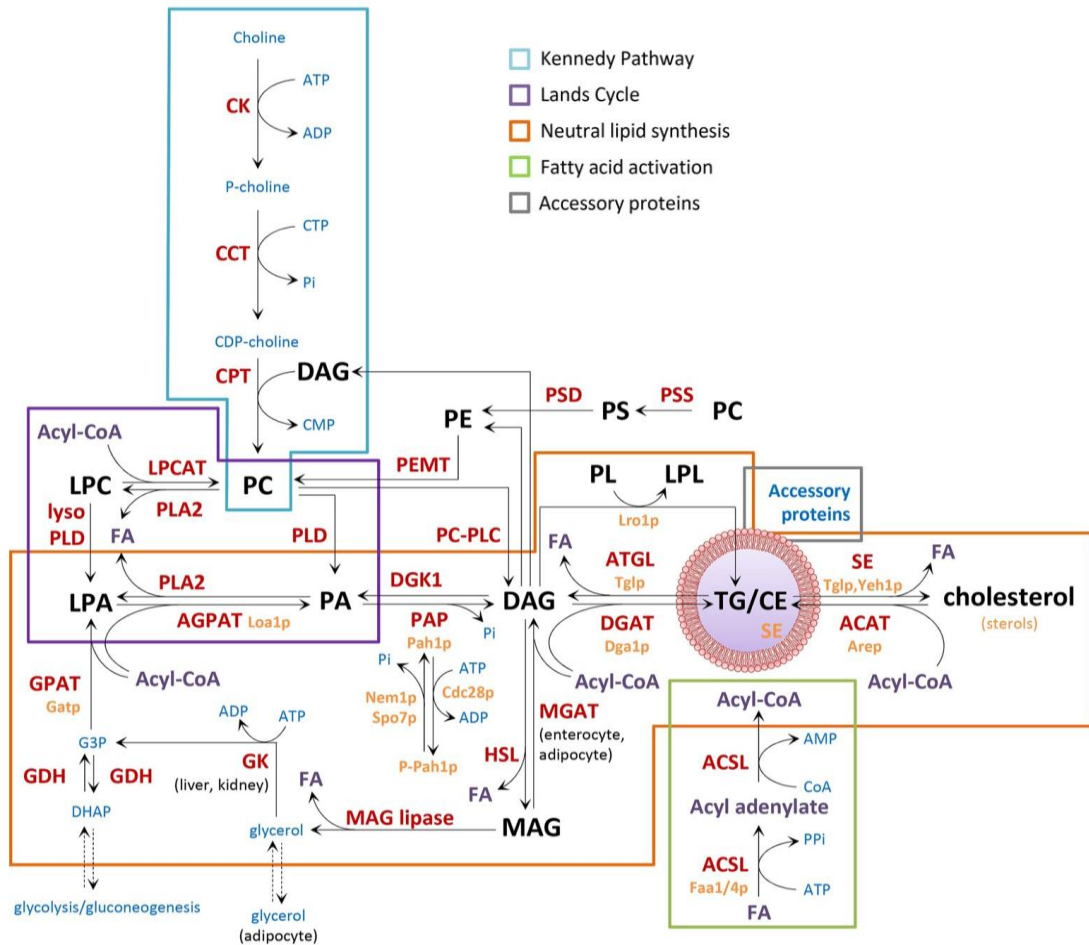 Choline
ATP
CK
ADP
P-choline
CTP
CCT
Pi
CDP-choline
CPT
DAG
CMP
Kennedy Pathway
Lands Cycle
Neutral lipid synthesis
Fatty acid activation
Accessory proteins
PSD
PSS
PE
PS
PC
Acyl-CoA
LPCAT
PEMT
LPC
PC
PL
LPL
Accessory
proteins
lyso
PLD
PLA2
FA
PLD
PC-PLC
Lro1p
FA
ATGL
Tglp
SE
Tglp,Yeh1p
FA
PLA2
DGK1
LPA
PA
DAG
TG/CE
cholesterol
(sterols)
AGPAT Loa1p
PAP
Pah1p
Pi
DGAT
Dga1p
SE
ACAT
Arep
Acyl-CoA
Acyl-CoA
Acyl-CoA
GPAT
Gatp
Pi
ATP
Nem1p
Spo7p
Cdc28p
ADP
P-Pah1p
MGAT
(enterocyte,
adipocyte)
HSL
FA
Acyl-CoA
AMP
ACSL
CoA
Acyl adenylate
PPi
ACSL
Faa1/4p
ATP
FA
ADP
ATP
G3P
GK
(liver, kidney)
GDH
GDH
DHAP
FA
MAG lipase
MAG
glycerol
glycolysis/gluconeogenesis
glycerol
(adipocyte)